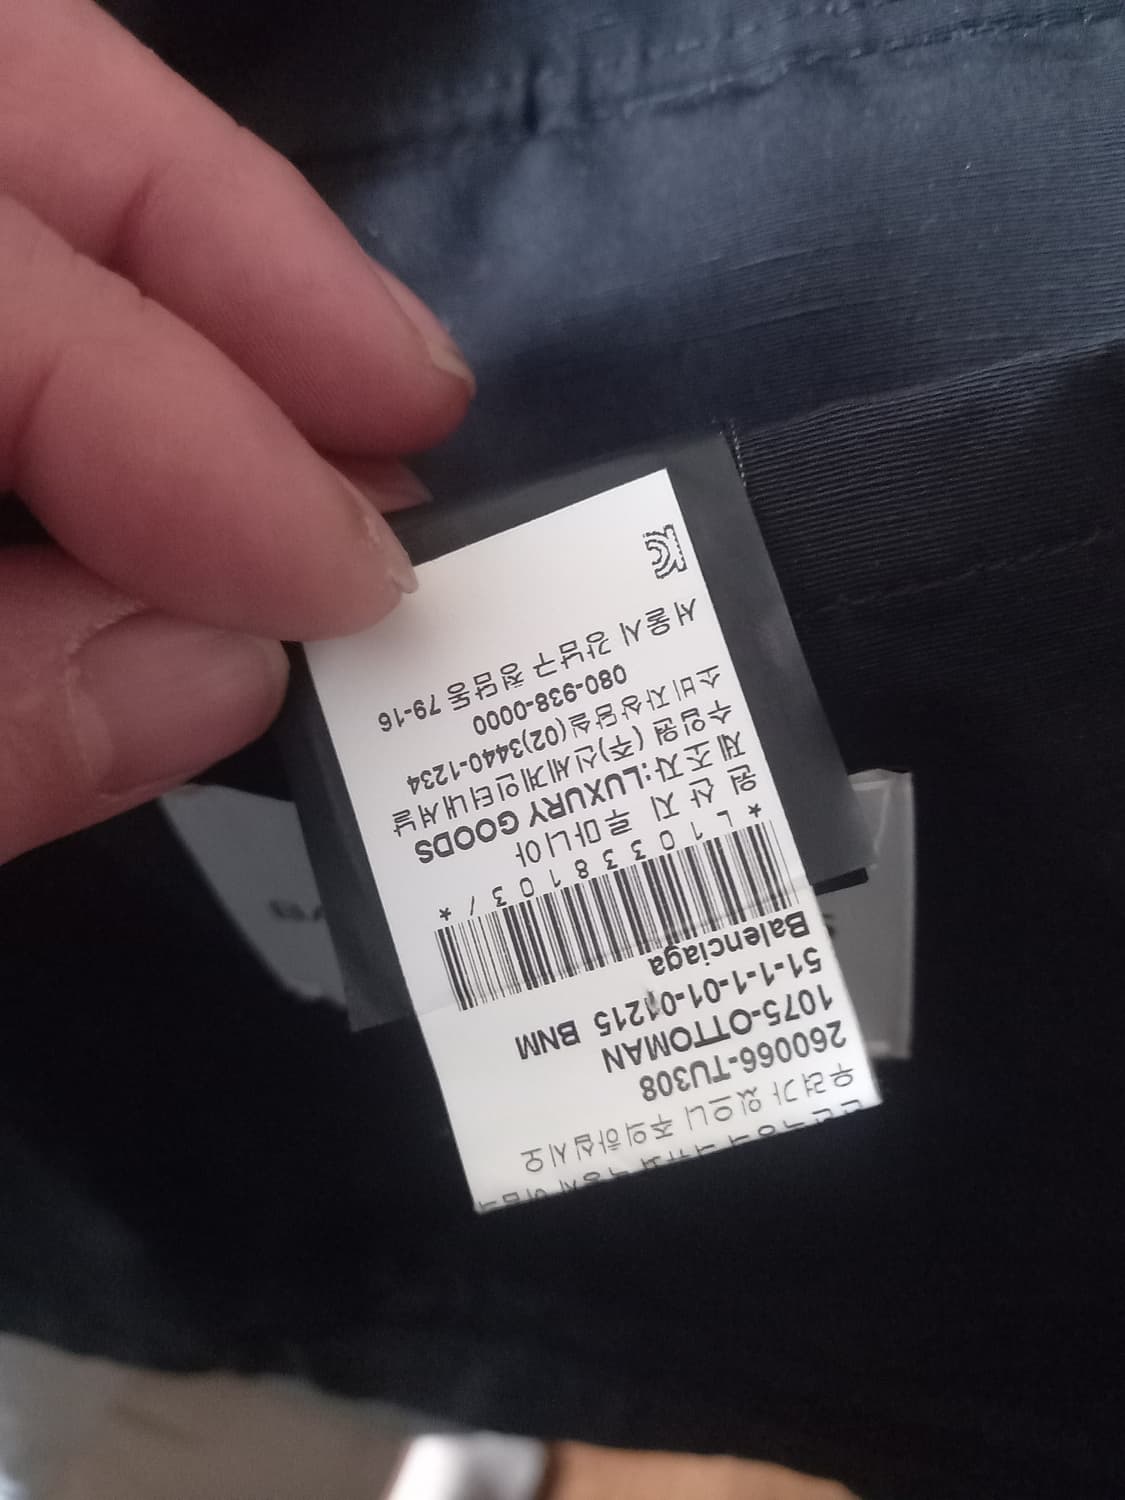 우려가 있으니 주의하십시오
260066-TU308
1075-OTTOMAN
51-1-1-01-01215 BNM
Balenciaga
*L10338103/*
원 산 지 루마니아
제조자:LUXURY GOODS
수입원 (주)신세계인터내셔날
소비자상담실(02)3440-1234
080-938-0000
서울시 강남구 청담동 79-16
KC